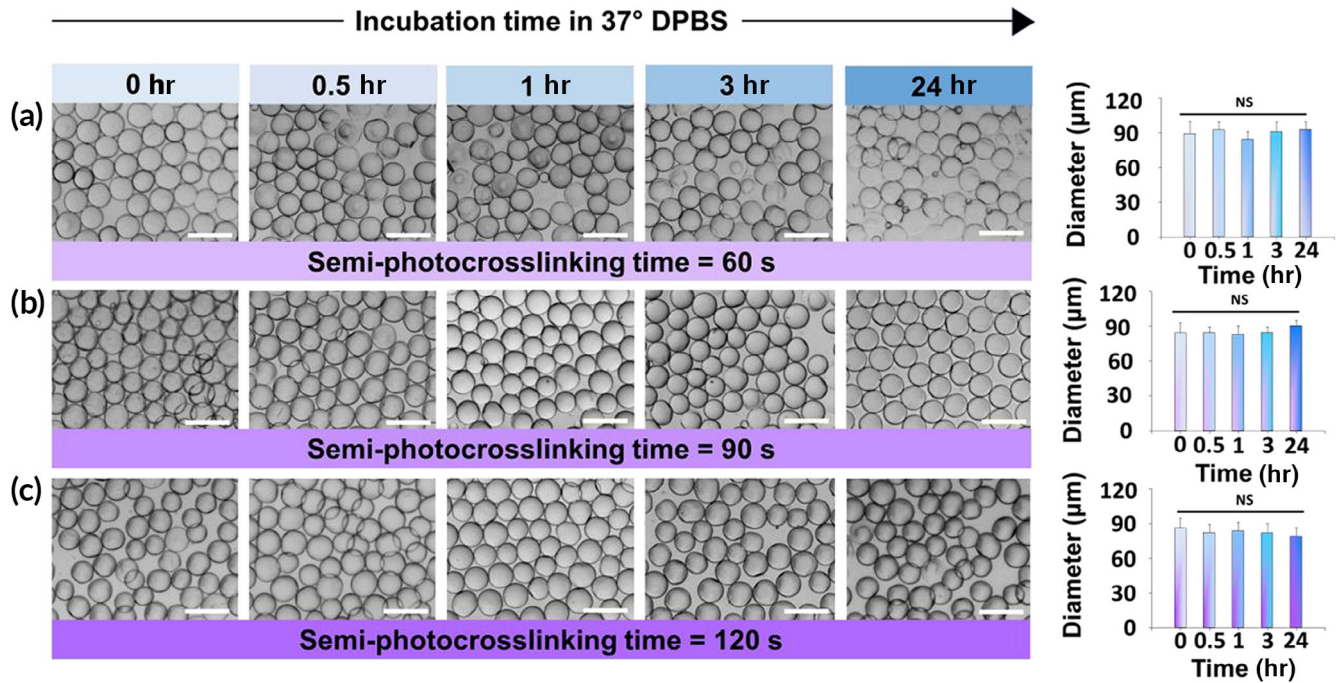 Incubation time in 37° DPBS
0 hr
0.5 hr
1 hr
3 hr
24 hr
(a)
Semi-photocrosslinking time = 60 s
Diameter (µm)
120
90
60
30
0
NS
0 0.5 1 3 24
Time (hr)
(b)
Semi-photocrosslinking time = 90 s
Diameter (µm)
120
90
60
30
0
NS
0 0.5 1 3 24
Time (hr)
(c)
Semi-photocrosslinking time = 120 s
Diameter (µm)
120
90
60
30
0
NS
0 0.5 1 3 24
Time (hr)